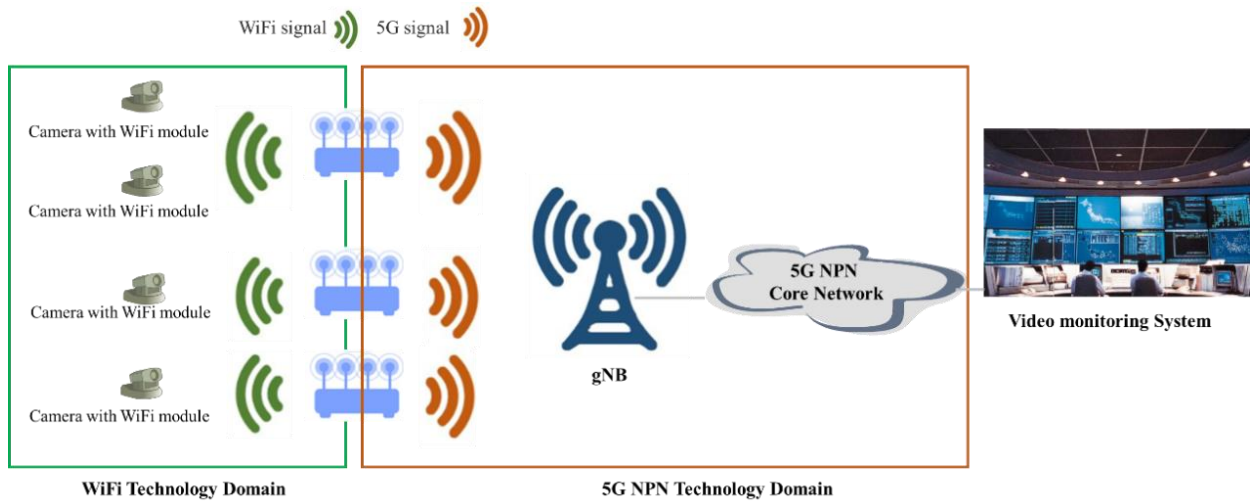 WiFi signal
5G signal
Camera with WiFi module
Camera with WiFi module
Camera with WiFi module
Camera with WiFi module
5G NPN
Core Network
gNB
Video monitoring System
WiFi Technology Domain
5G NPN Technology Domain